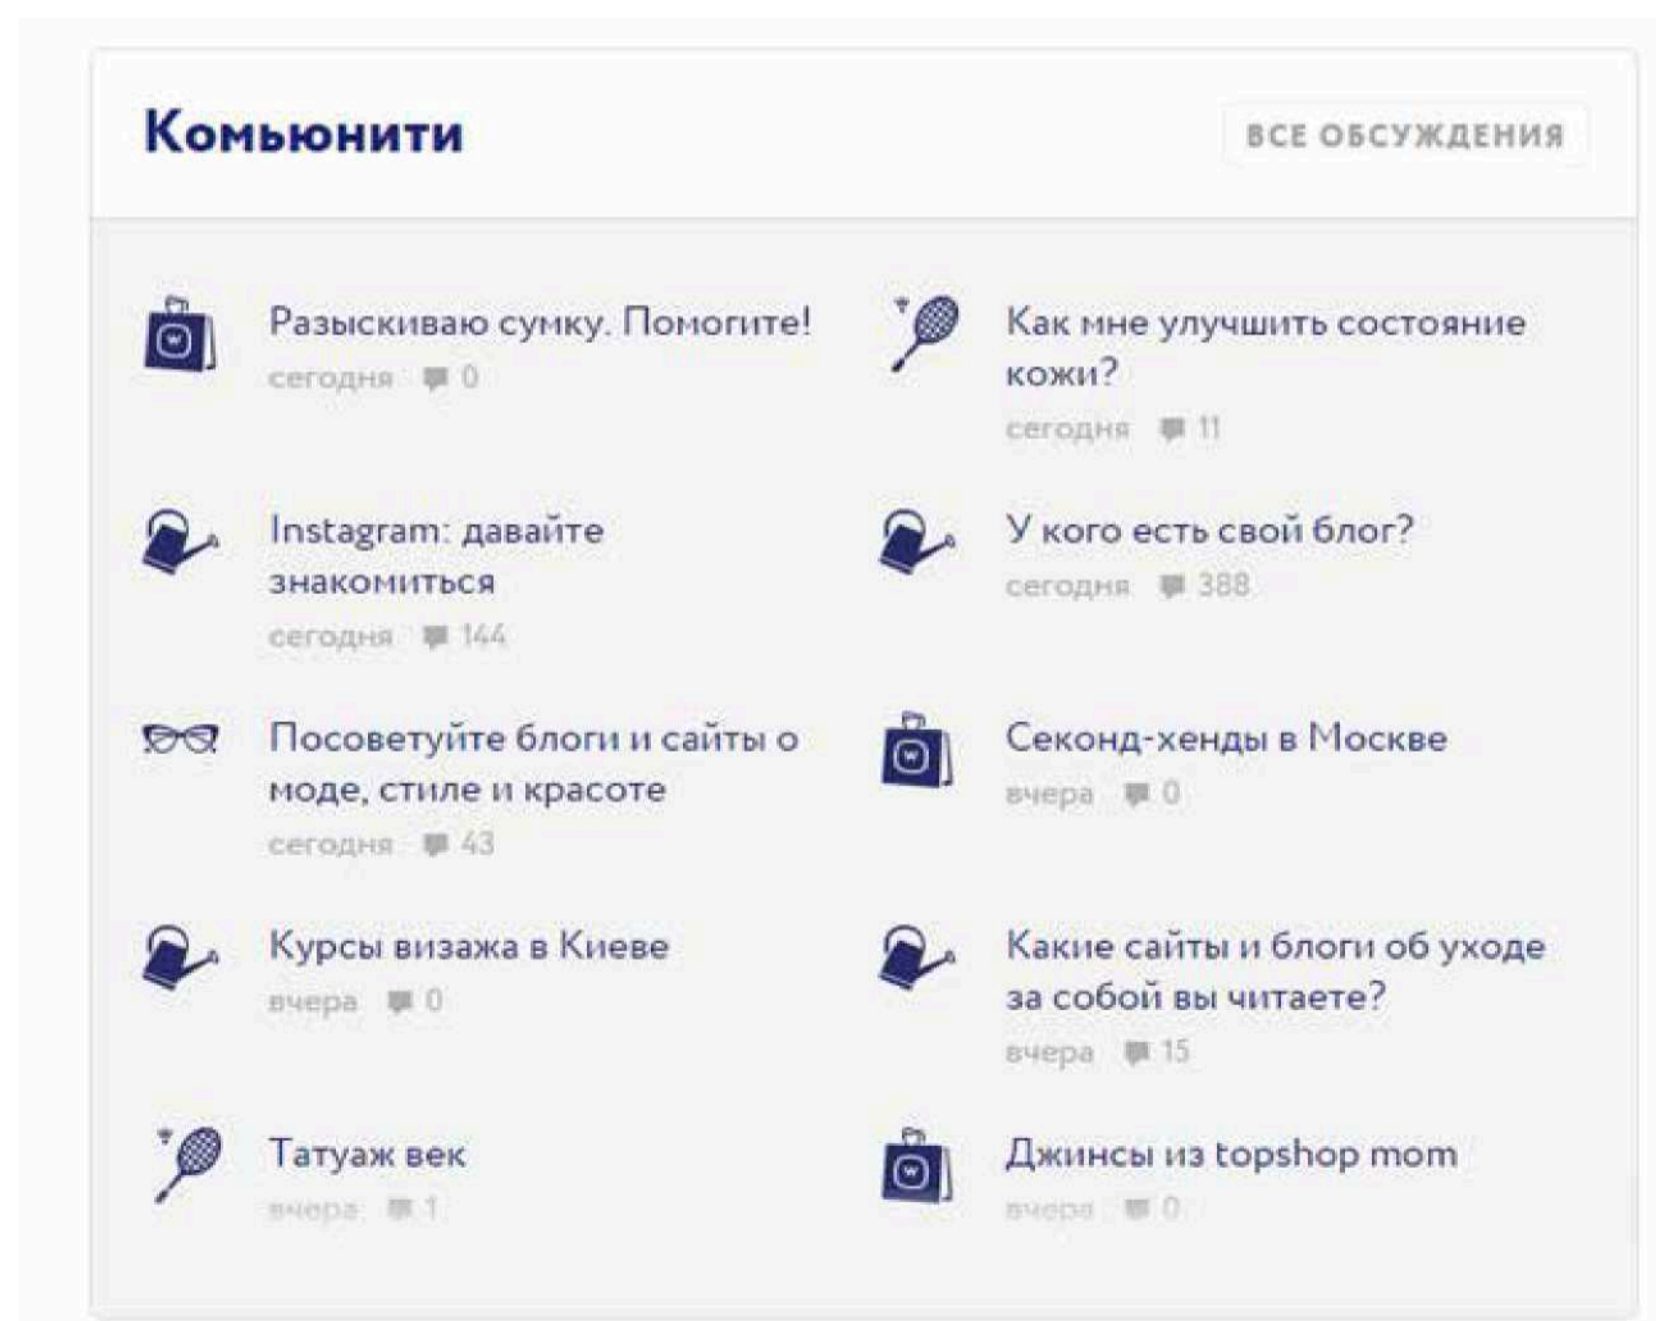 Комьюнити
ВСЕ ОБСУЖДЕНИЯ
Разыскиваю сумку. Помогите!
сегодня 0
Как мне улучшить состояние
кожи?
сегодня 11
Instagram: давайте
знакомиться
сегодня 144
У кого есть свой блог?
сегодня 388
Посоветуйте блоги и сайты о
моде, стиле и красоте
сегодня 43
Секонд-хенды в Москве
вчера 0
Курсы визажа в Киеве
вчера 0
Какие сайты и блоги об уходе
за собой вы читаете?
вчера 15
Татуаж век
вчера 1
Джинсы из topshop mom
вчера 0